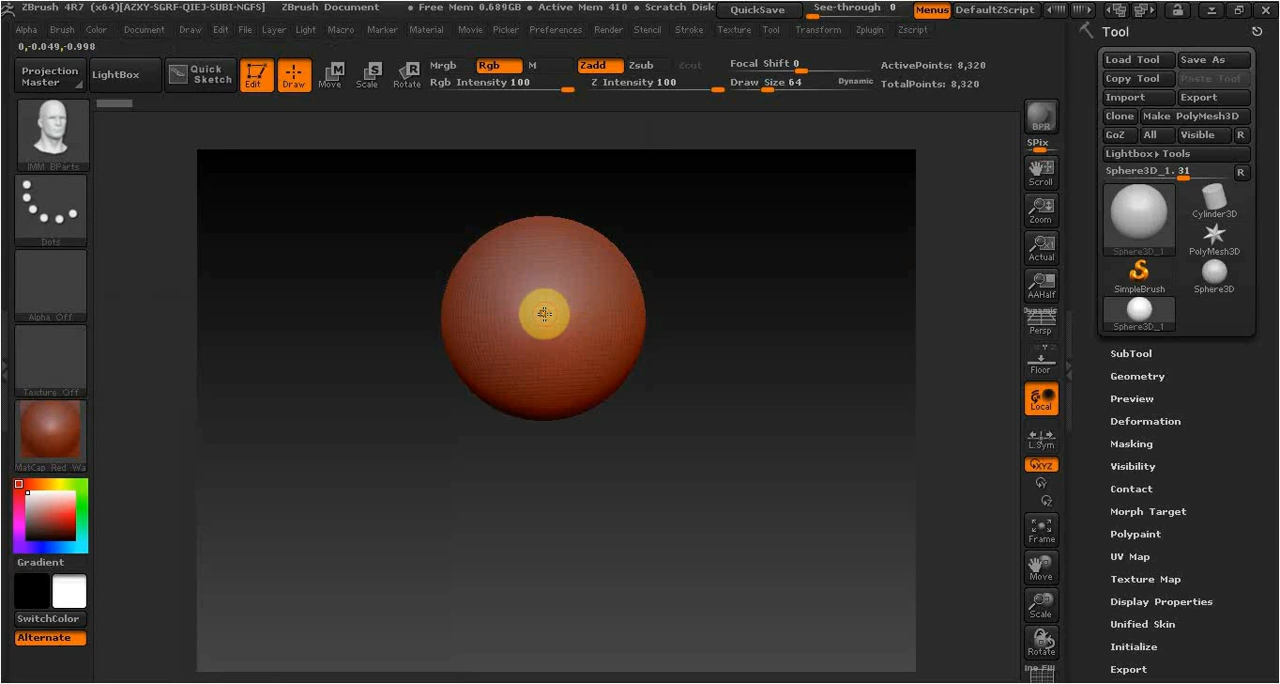 ZBrush 4R7 (x64)[AZXY-SGRF-QIEJ-SUBI-NGFS] ZBrush Document • Free Mem 0.689GB • Active Mem 410 • Scratch Disk QuickSave See-through 0 Menus DefaultZScript
Alpha Brush Color Document Draw Edit File Layer Light Macro Marker Material Movie Picker Preferences Render Stencil Stroke Texture Tool Transform Zplugin Zscript
0,-0.049,-0.998
Projection Master
LightBox
Quick Sketch
Edit
Draw
Move
Scale
Rotate
Mrgb Rgb M
Rgb Intensity 100
Zadd Zsub Zcut
Z Intensity 100
Focal Shift 0
Draw Size 64 Dynamic
ActivePoints: 8,320
TotalPoints: 8,320
IMM BParts
Dots
Alpha Off
Texture Off
MatCap Red Wa
Gradient
SwitchColor
Alternate
BPR
SPix
Scroll
Zoom
Actual
AAHalf
Dynamic
Persp
Floor
Local
L.Sym
XYZ
Y
Z
Frame
Move
Scale
Rotate
Tool
Load Tool Save As
Copy Tool Paste Tool
Import Export
Clone Make PolyMesh3D
GoZ All Visible R
Lightbox▸Tools
Sphere3D_1. 31 R
Sphere3D_1
Cylinder3D
PolyMesh3D
SimpleBrush
Sphere3D
Sphere3D_1
SubTool
Geometry
Preview
Deformation
Masking
Visibility
Contact
Morph Target
Polypaint
UV Map
Texture Map
Display Properties
Unified Skin
Initialize
Export